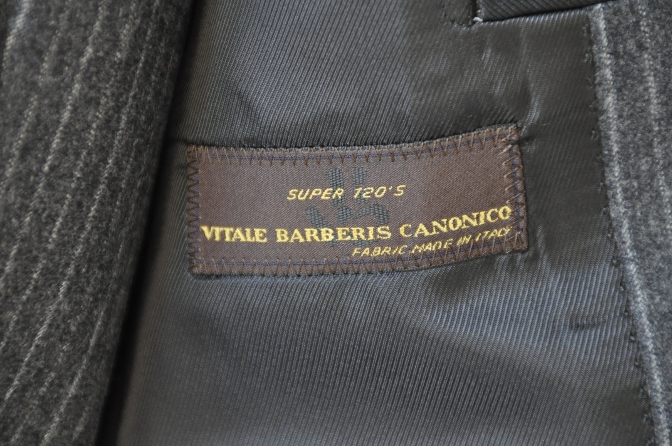 SUPER 120'S
VITALE BARBERIS CANONICO
FABRIC MADE IN ITALY